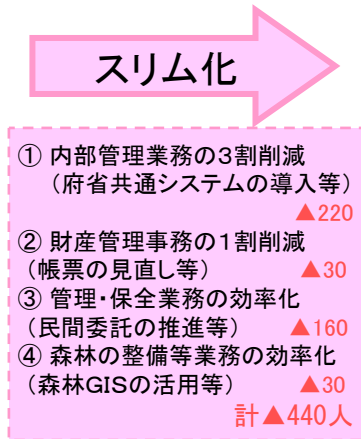 スリム化
① 内部管理業務の３割削減
（府省共通システムの導入等）
▲220
② 財産管理事務の１割削減
（帳票の見直し等） ▲30
③ 管理・保全業務の効率化
（民間委託の推進等） ▲160
④ 森林の整備等業務の効率化
（森林GISの活用等） ▲30
計▲440人